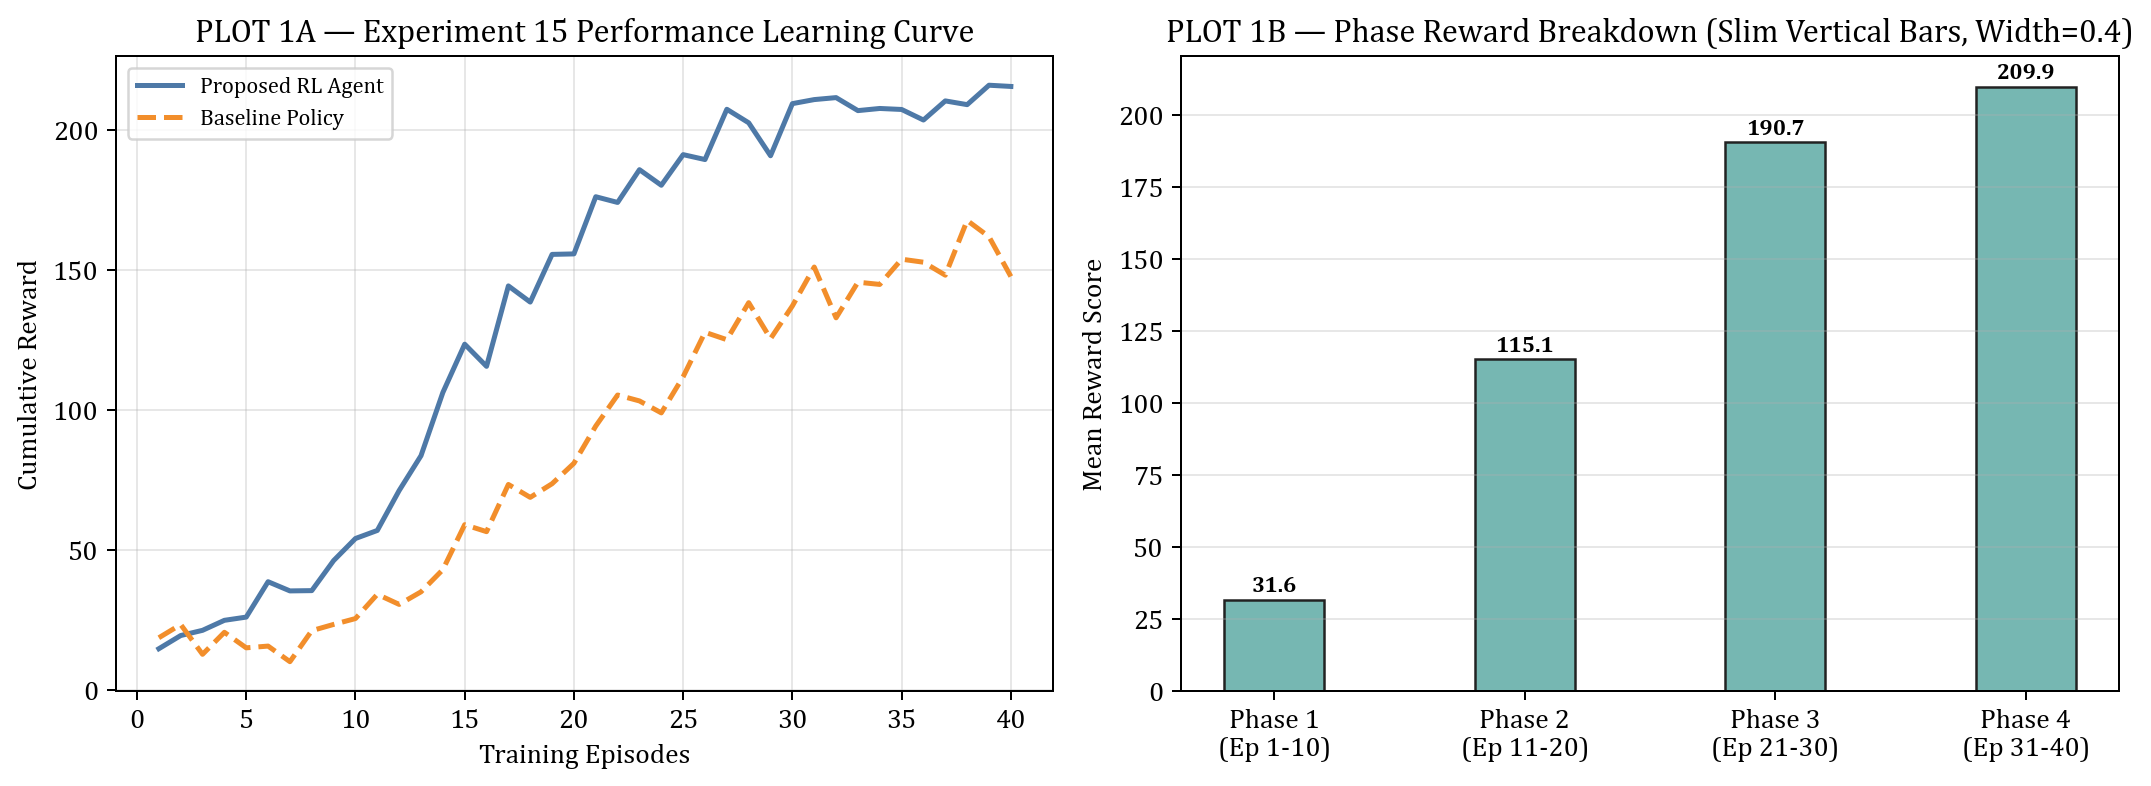 PLOT 1A — Experiment 15 Performance Learning Curve
Proposed RL Agent
Baseline Policy
Cumulative Reward
200
150
100
50
0
0 5 10 15 20 25 30 35 40
Training Episodes
PLOT 1B — Phase Reward Breakdown (Slim Vertical Bars, Width=0.4)
Mean Reward Score
200
175
150
125
100
75
50
25
0
31.6
115.1
190.7
209.9
Phase 1
(Ep 1-10)
Phase 2
(Ep 11-20)
Phase 3
(Ep 21-30)
Phase 4
(Ep 31-40)